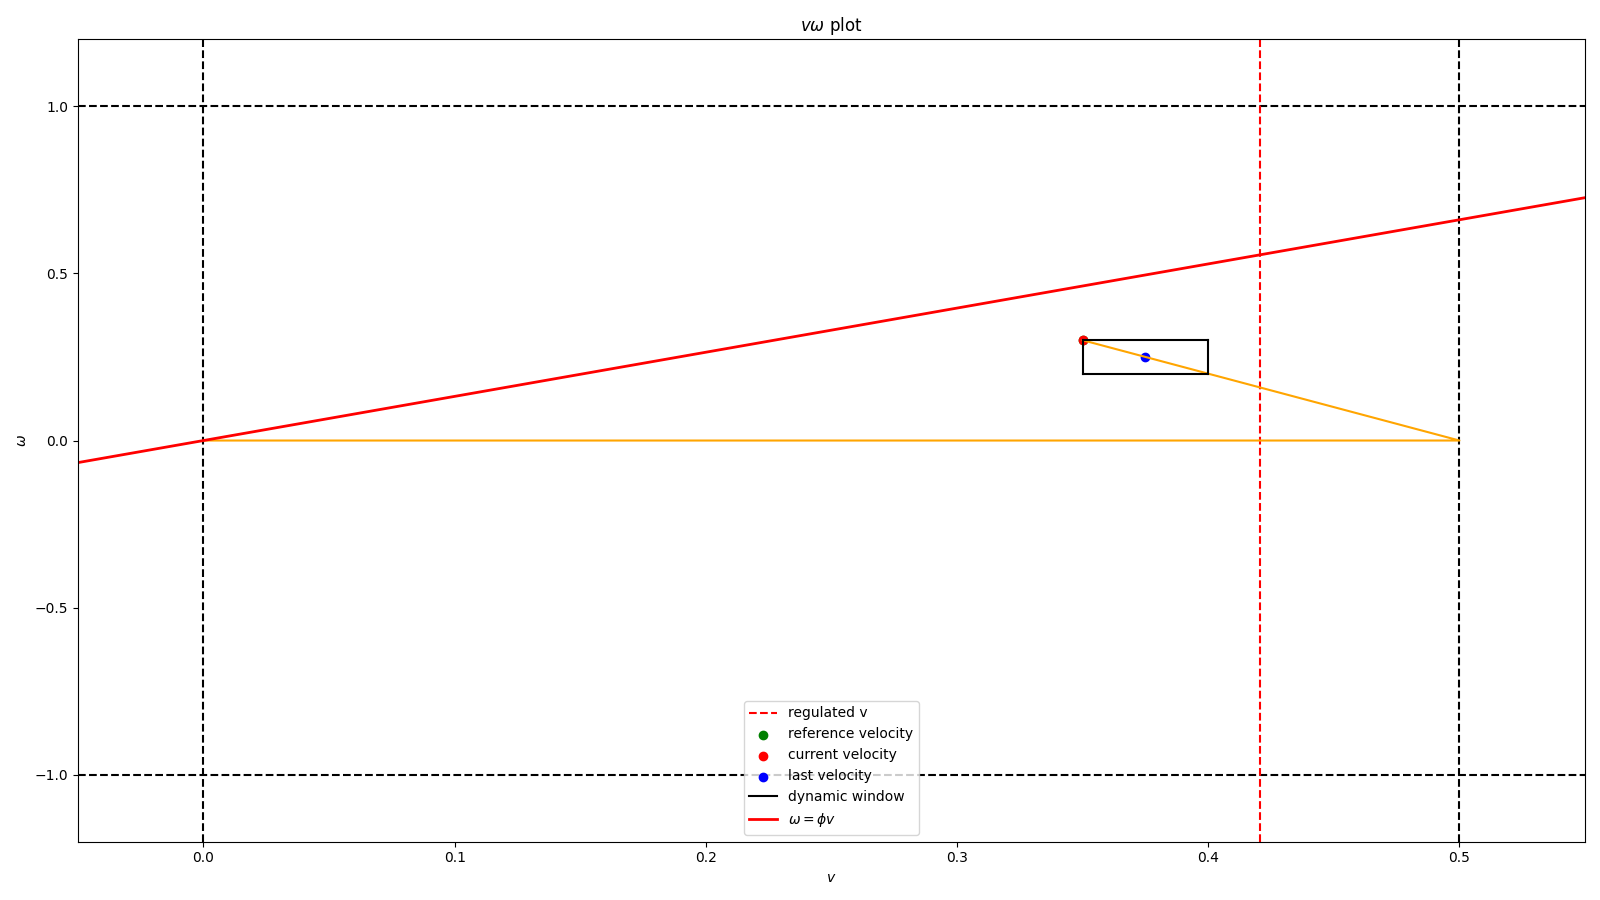 vω plot
1.0
0.5
0.0
−0.5
−1.0
ω
0.0 0.1 0.2 0.3 0.4 0.5
v
regulated v
reference velocity
current velocity
last velocity
dynamic window
ω = ϕv